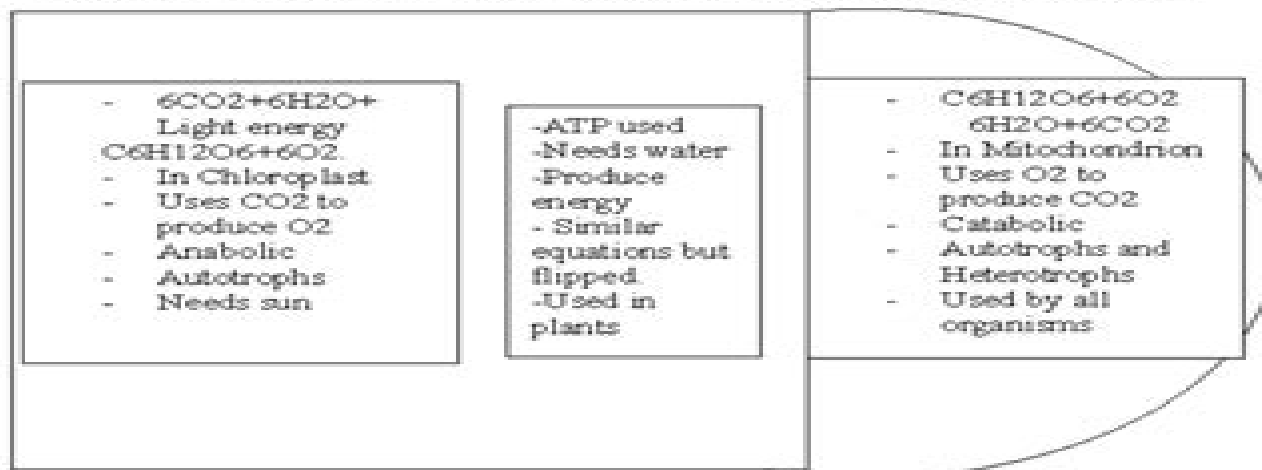 - 6CO2+6H2O+
Light energy
C6H12O6+6O2.
- In Chloroplast
- Uses CO2 to
produce O2
- Anabolic
- Autotrophs
- Needs sun
-ATP used
-Needs water
-Produce
energy
- Similar
equations but
flipped.
-Used in
plants
- C6H12O6+6O2
6H2O+6CO2
- In Mitochondrion
- Uses O2 to
produce CO2
- Catabolic
- Autotrophs and
Heterotrophs
- Used by all
organisms